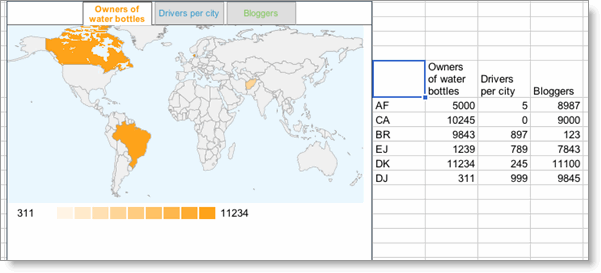 Owners of
water bottles
Drivers per city
Bloggers
311
11234
Owners
of water
bottles
Drivers
per city
Bloggers
AF 5000 5 8987
CA 10245 0 9000
BR 9843 897 123
EJ 1239 789 7843
DK 11234 245 11100
DJ 311 999 9845